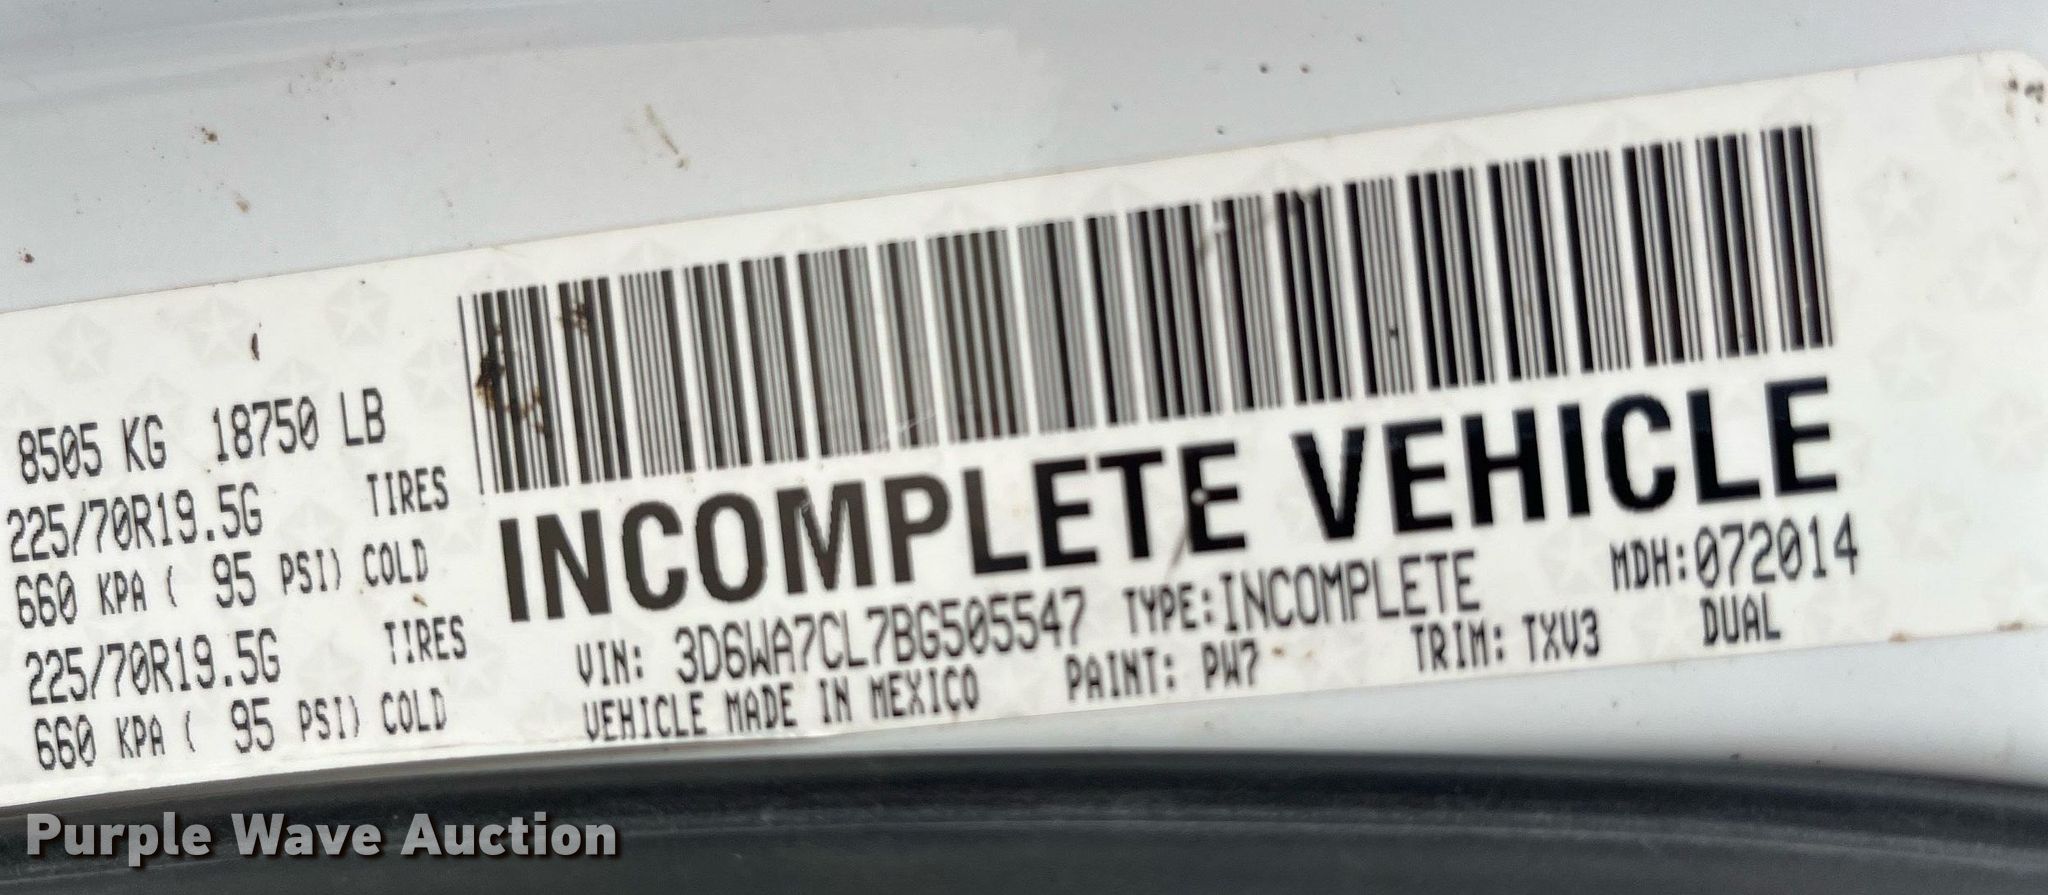 8505 KG 18750 LB
225/70R19.5G TIRES
660 KPA ( 95 PSI) COLD
225/70R19.5G TIRES
660 KPA ( 95 PSI) COLD
INCOMPLETE VEHICLE
VIN: 3D6WA7CL7BG505547 TYPE:INCOMPLETE MDH:072014
VEHICLE MADE IN MEXICO PAINT: PW7 TRIM: TXV3 DUAL
Purple Wave Auction